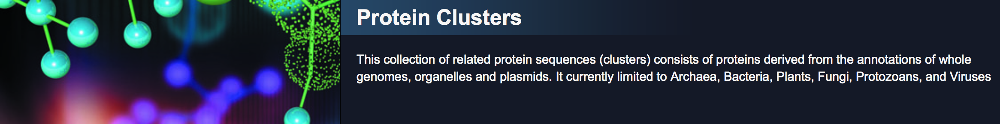 Protein Clusters
This collection of related protein sequences (clusters) consists of proteins derived from the annotations of whole
genomes, organelles and plasmids. It currently limited to Archaea, Bacteria, Plants, Fungi, Protozoans, and Viruses